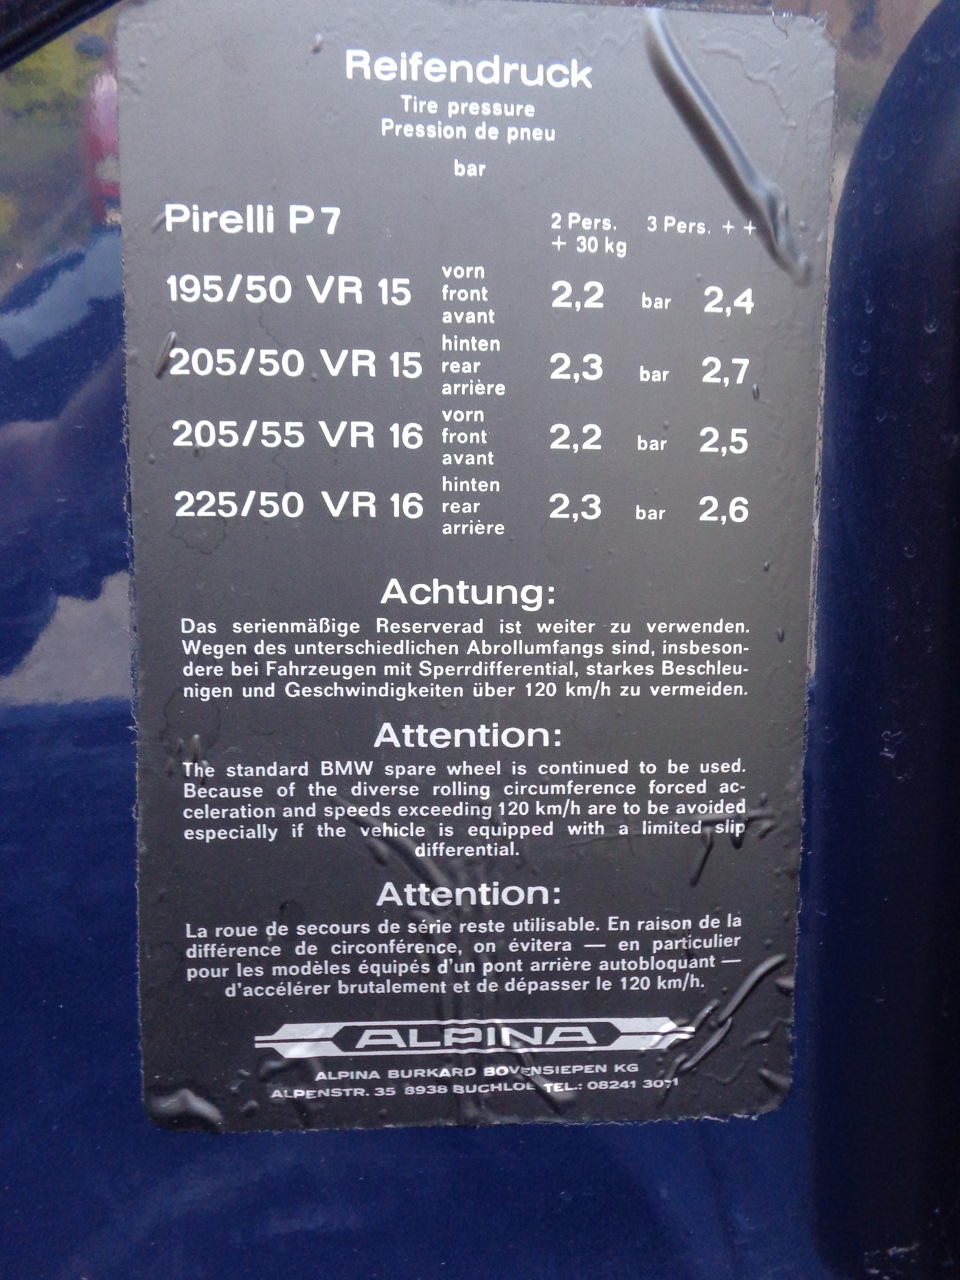 Reifendruck
Tire pressure
Pression de pneu
bar
Pirelli P7 2 Pers. + 30 kg 3 Pers. + +
195/50 VR 15 vorn front avant 2,2 bar 2,4
205/50 VR 15 hinten rear arrière 2,3 bar 2,7
205/55 VR 16 vorn front avant 2,2 bar 2,5
225/50 VR 16 hinten rear arrière 2,3 bar 2,6
Achtung:
Das serienmäßige Reserverad ist weiter zu verwenden.
Wegen des unterschiedlichen Abrollumfangs sind, insbeson-
dere bei Fahrzeugen mit Sperrdifferential, starkes Beschleu-
nigen und Geschwindigkeiten über 120 km/h zu vermeiden.
Attention:
The standard BMW spare wheel is continued to be used.
Because of the diverse rolling circumference forced ac-
celeration and speeds exceeding 120 km/h are to be avoided
especially if the vehicle is equipped with a limited slip
differential.
Attention:
La roue de secours de série reste utilisable. En raison de la
différence de circonférence, on évitera — en particulier
pour les modèles équipés d'un pont arrière autobloquant —
d'accélérer brutalement et de dépasser le 120 km/h.
ALPINA
ALPINA BURKARD BOVENSIEPEN KG
ALPENSTR. 35 8938 BUCHLOE TEL.: 08241 3071